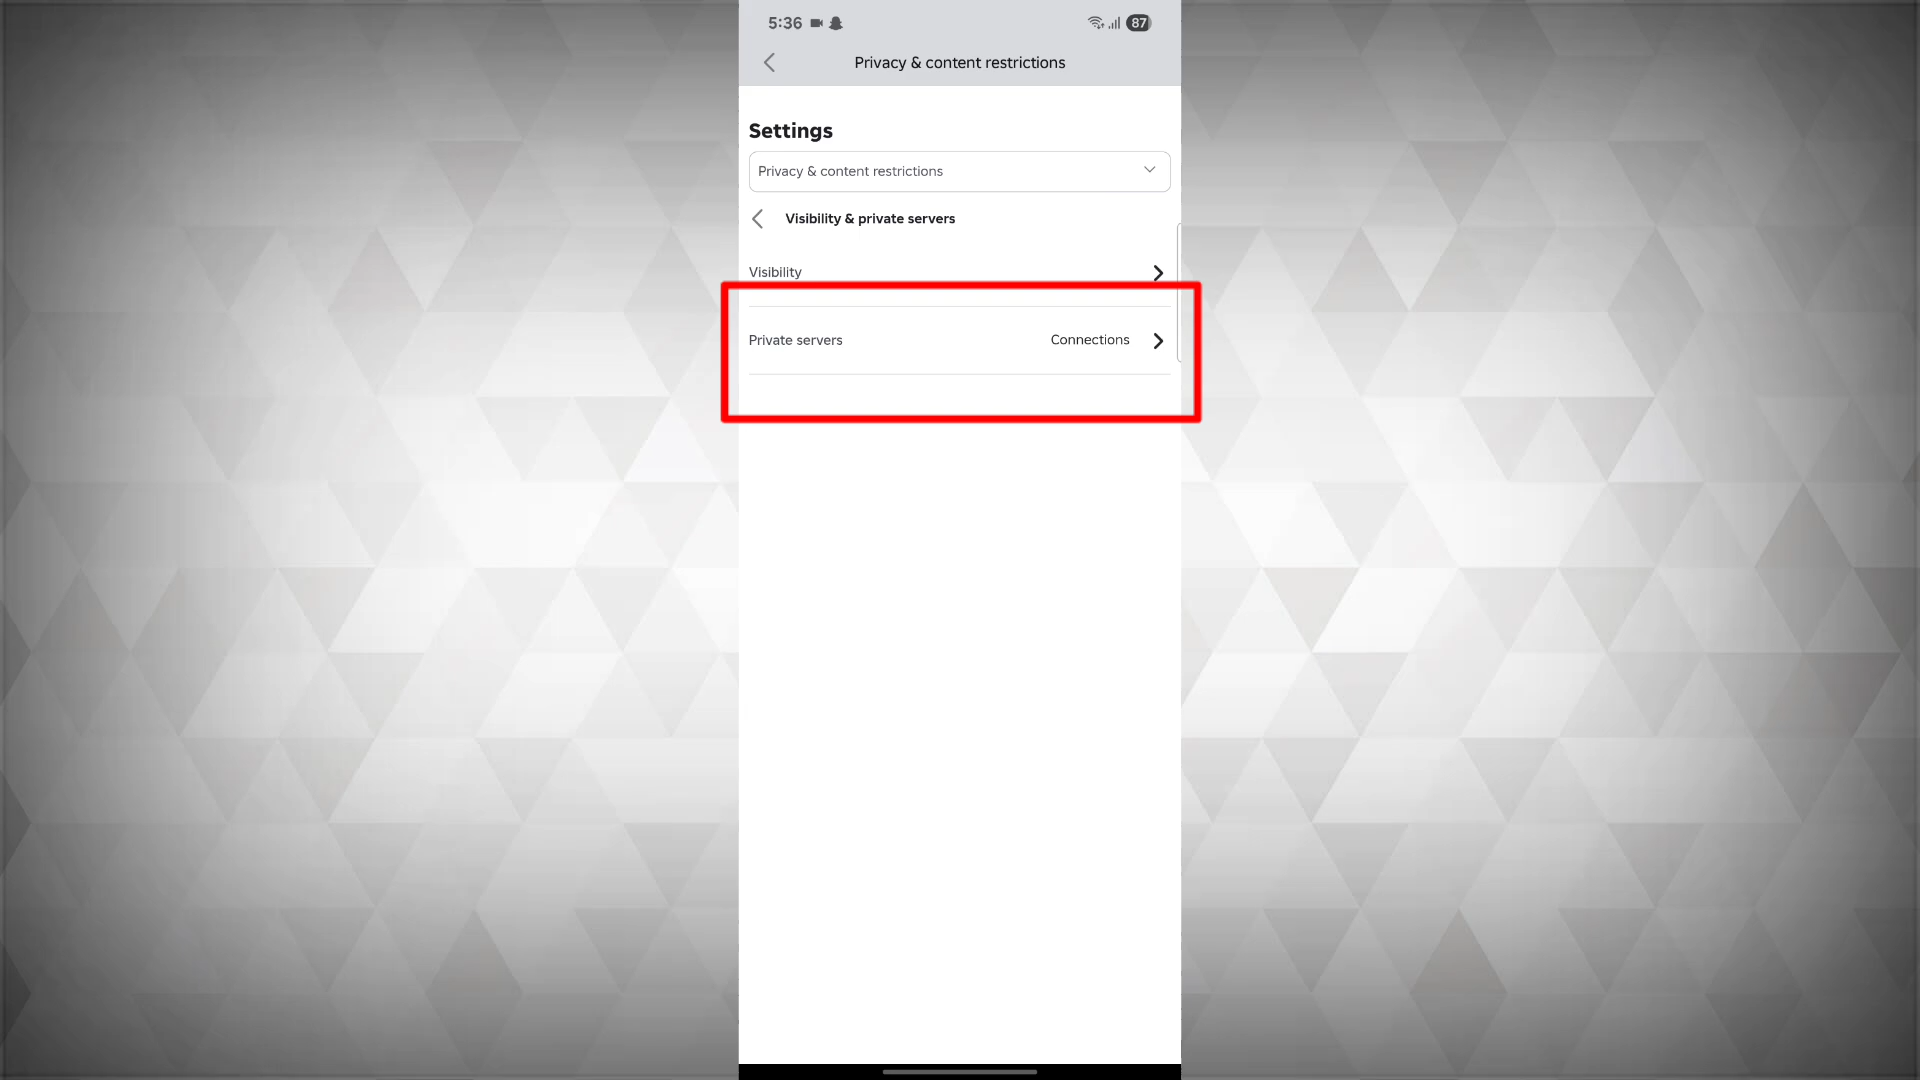 5:36
87
Privacy & content restrictions
Settings
Privacy & content restrictions
Visibility & private servers
Visibility
Private servers Connections